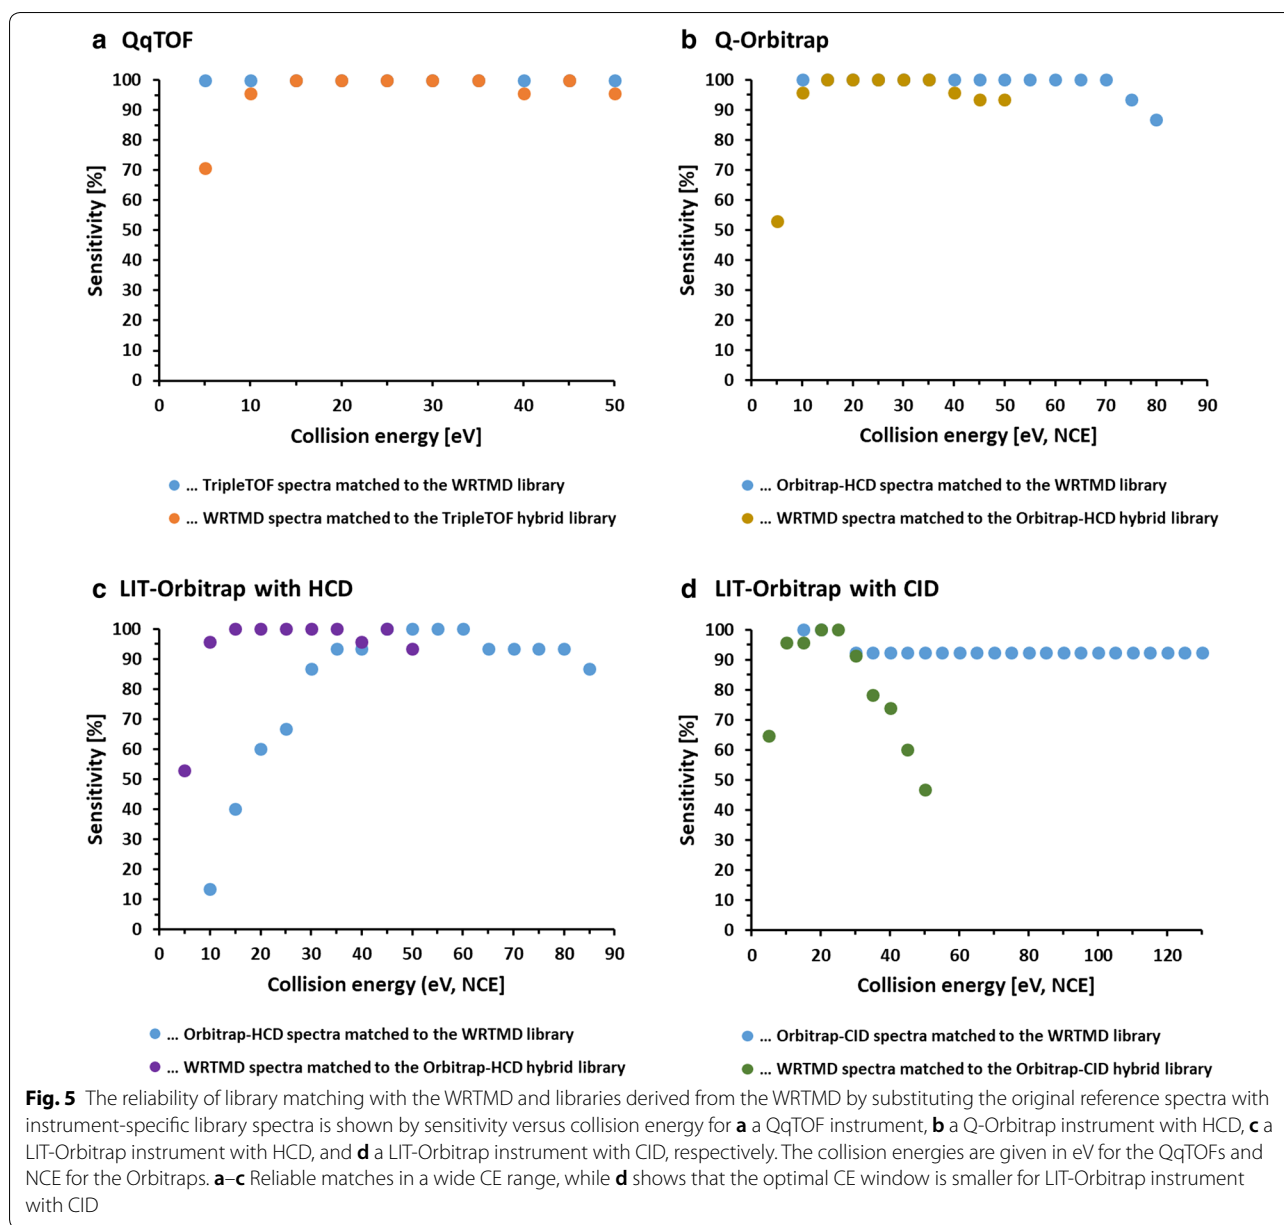 a QqTOF
100
90
80
70
60
50
40
30
20
10
0
Sensitivity [%]
0 10 20 30 40 50
Collision energy [eV]
... TripleTOF spectra matched to the WRTMD library
... WRTMD spectra matched to the TripleTOF hybrid library
b Q-Orbitrap
100
90
80
70
60
50
40
30
20
10
0
Sensitivity [%]
0 10 20 30 40 50 60 70 80 90
Collision energy [eV, NCE]
... Orbitrap-HCD spectra matched to the WRTMD library
... WRTMD spectra matched to the Orbitrap-HCD hybrid library
c LIT-Orbitrap with HCD
100
90
80
70
60
50
40
30
20
10
0
Sensitivity [%]
0 10 20 30 40 50 60 70 80 90
Collision energy (eV, NCE]
... Orbitrap-HCD spectra matched to the WRTMD library
... WRTMD spectra matched to the Orbitrap-HCD hybrid library
d LIT-Orbitrap with CID
100
90
80
70
60
50
40
30
20
10
0
Sensitivity [%]
0 20 40 60 80 100 120
Collision energy [eV, NCE]
... Orbitrap-CID spectra matched to the WRTMD library
... WRTMD spectra matched to the Orbitrap-CID hybrid library
Fig. 5 The reliability of library matching with the WRTMD and libraries derived from the WRTMD by substituting the original reference spectra with
instrument-specific library spectra is shown by sensitivity versus collision energy for a a QqTOF instrument, b a Q-Orbitrap instrument with HCD, c a
LIT-Orbitrap instrument with HCD, and d a LIT-Orbitrap instrument with CID, respectively. The collision energies are given in eV for the QqTOFs and
NCE for the Orbitraps. a–c Reliable matches in a wide CE range, while d shows that the optimal CE window is smaller for LIT-Orbitrap instrument
with CID